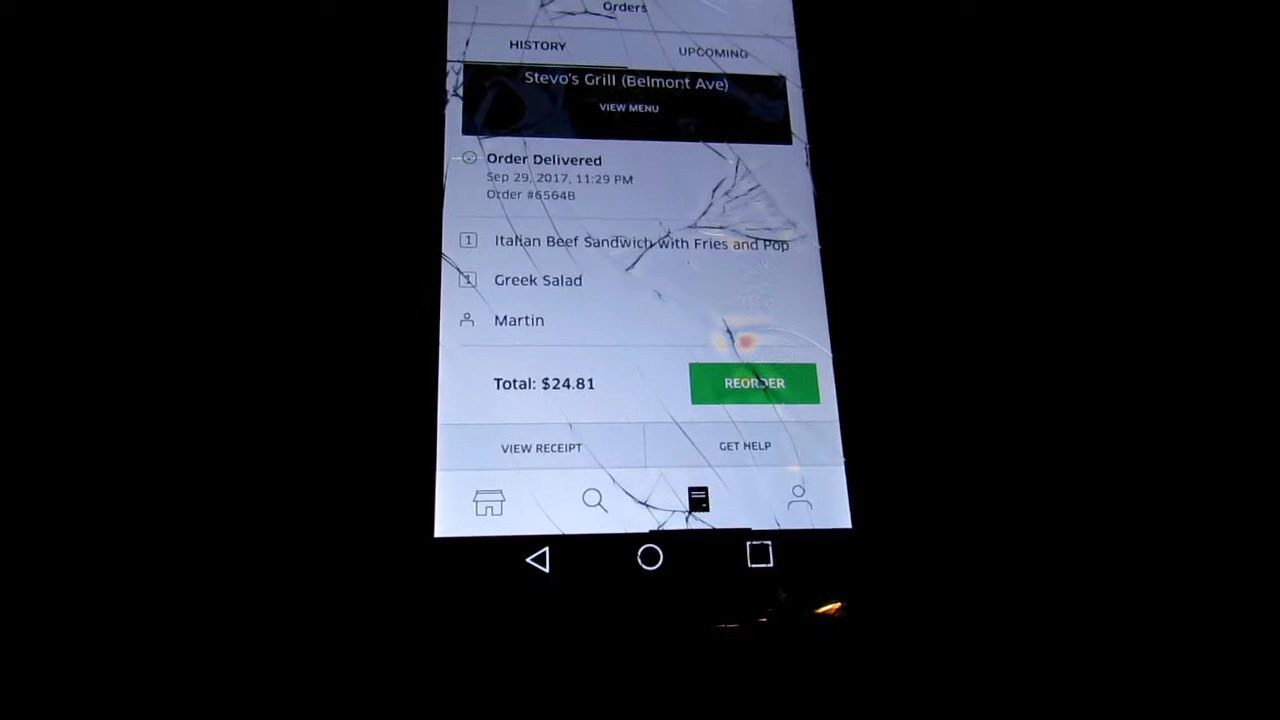 Orders
HISTORY
UPCOMING
Stevo's Grill (Belmont Ave)
VIEW MENU
Order Delivered
Sep 29, 2017, 11:29 PM
Order #6564B
1 Italian Beef Sandwich with Fries and Pop
1 Greek Salad
Martin
Total: $24.81
REORDER
VIEW RECEIPT
GET HELP